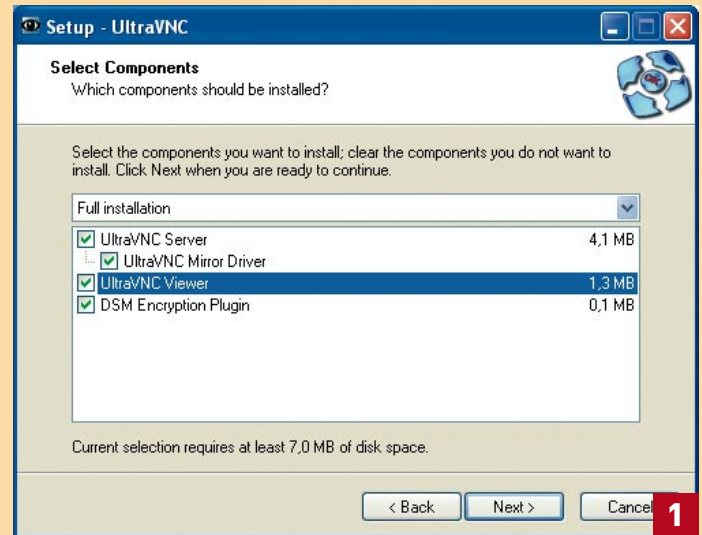 Setup - UltraVNC
Select Components
Which components should be installed?
Select the components you want to install; clear the components you do not want to
install. Click Next when you are ready to continue.
Full installation
UltraVNC Server 4,1 MB
UltraVNC Mirror Driver
UltraVNC Viewer 1,3 MB
DSM Encryption Plugin 0,1 MB
Current selection requires at least 7,0 MB of disk space.
< Back Next > Cancel
1